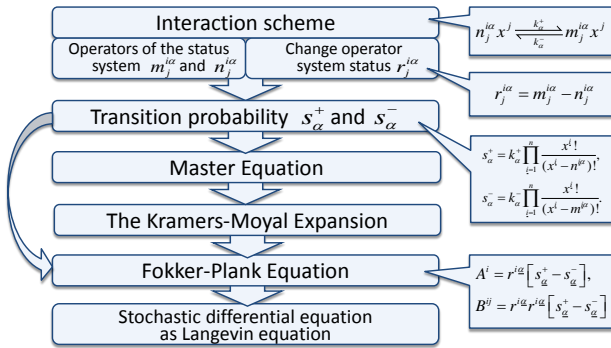 Interaction scheme
n_j^{iα} x^j ⇌ m_j^{iα} x^j
k_α^+
k_α^-
Operators of the status
system m_j^{iα} and n_j^{iα}
Change operator
system status r_j^{iα}
r_j^{iα} = m_j^{iα} − n_j^{iα}
Transition probability s_α^+ and s_α^-
s_α^+ = k_α^+ ∏_{i=1}^n x^i! / (x^i − n^{iα})!,
s_α^- = k_α^- ∏_{i=1}^n x^i! / (x^i − m^{iα})!.
Master Equation
The Kramers-Moyal Expansion
Fokker-Plank Equation
A^i = r^{iα} [s_α^+ − s_α^-],
B^{ij} = r^{iα} r^{jα} [s_α^+ − s_α^-]
Stochastic differential equation
as Langevin equation